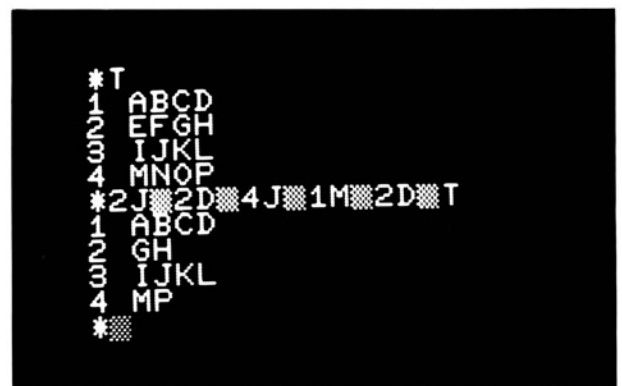 *T
1 ABCD
2 EFGH
3 IJKL
4 MNOP
*2J▒2D▒4J▒1M▒2D▒T
1 ABCD
2 GH
3 IJKL
4 MP
*▒